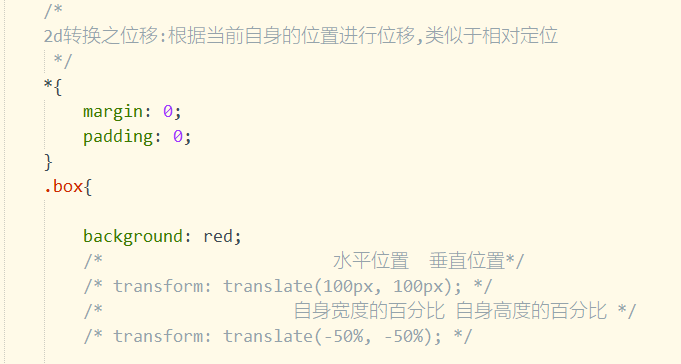 /*
2d转换之位移:根据当前自身的位置进行位移,类似于相对定位
*/
*{
margin: 0;
padding: 0;
}
.box{
background: red;
/* 水平位置 垂直位置*/
/* transform: translate(100px, 100px); */
/* 自身宽度的百分比 自身高度的百分比 */
/* transform: translate(-50%, -50%); */